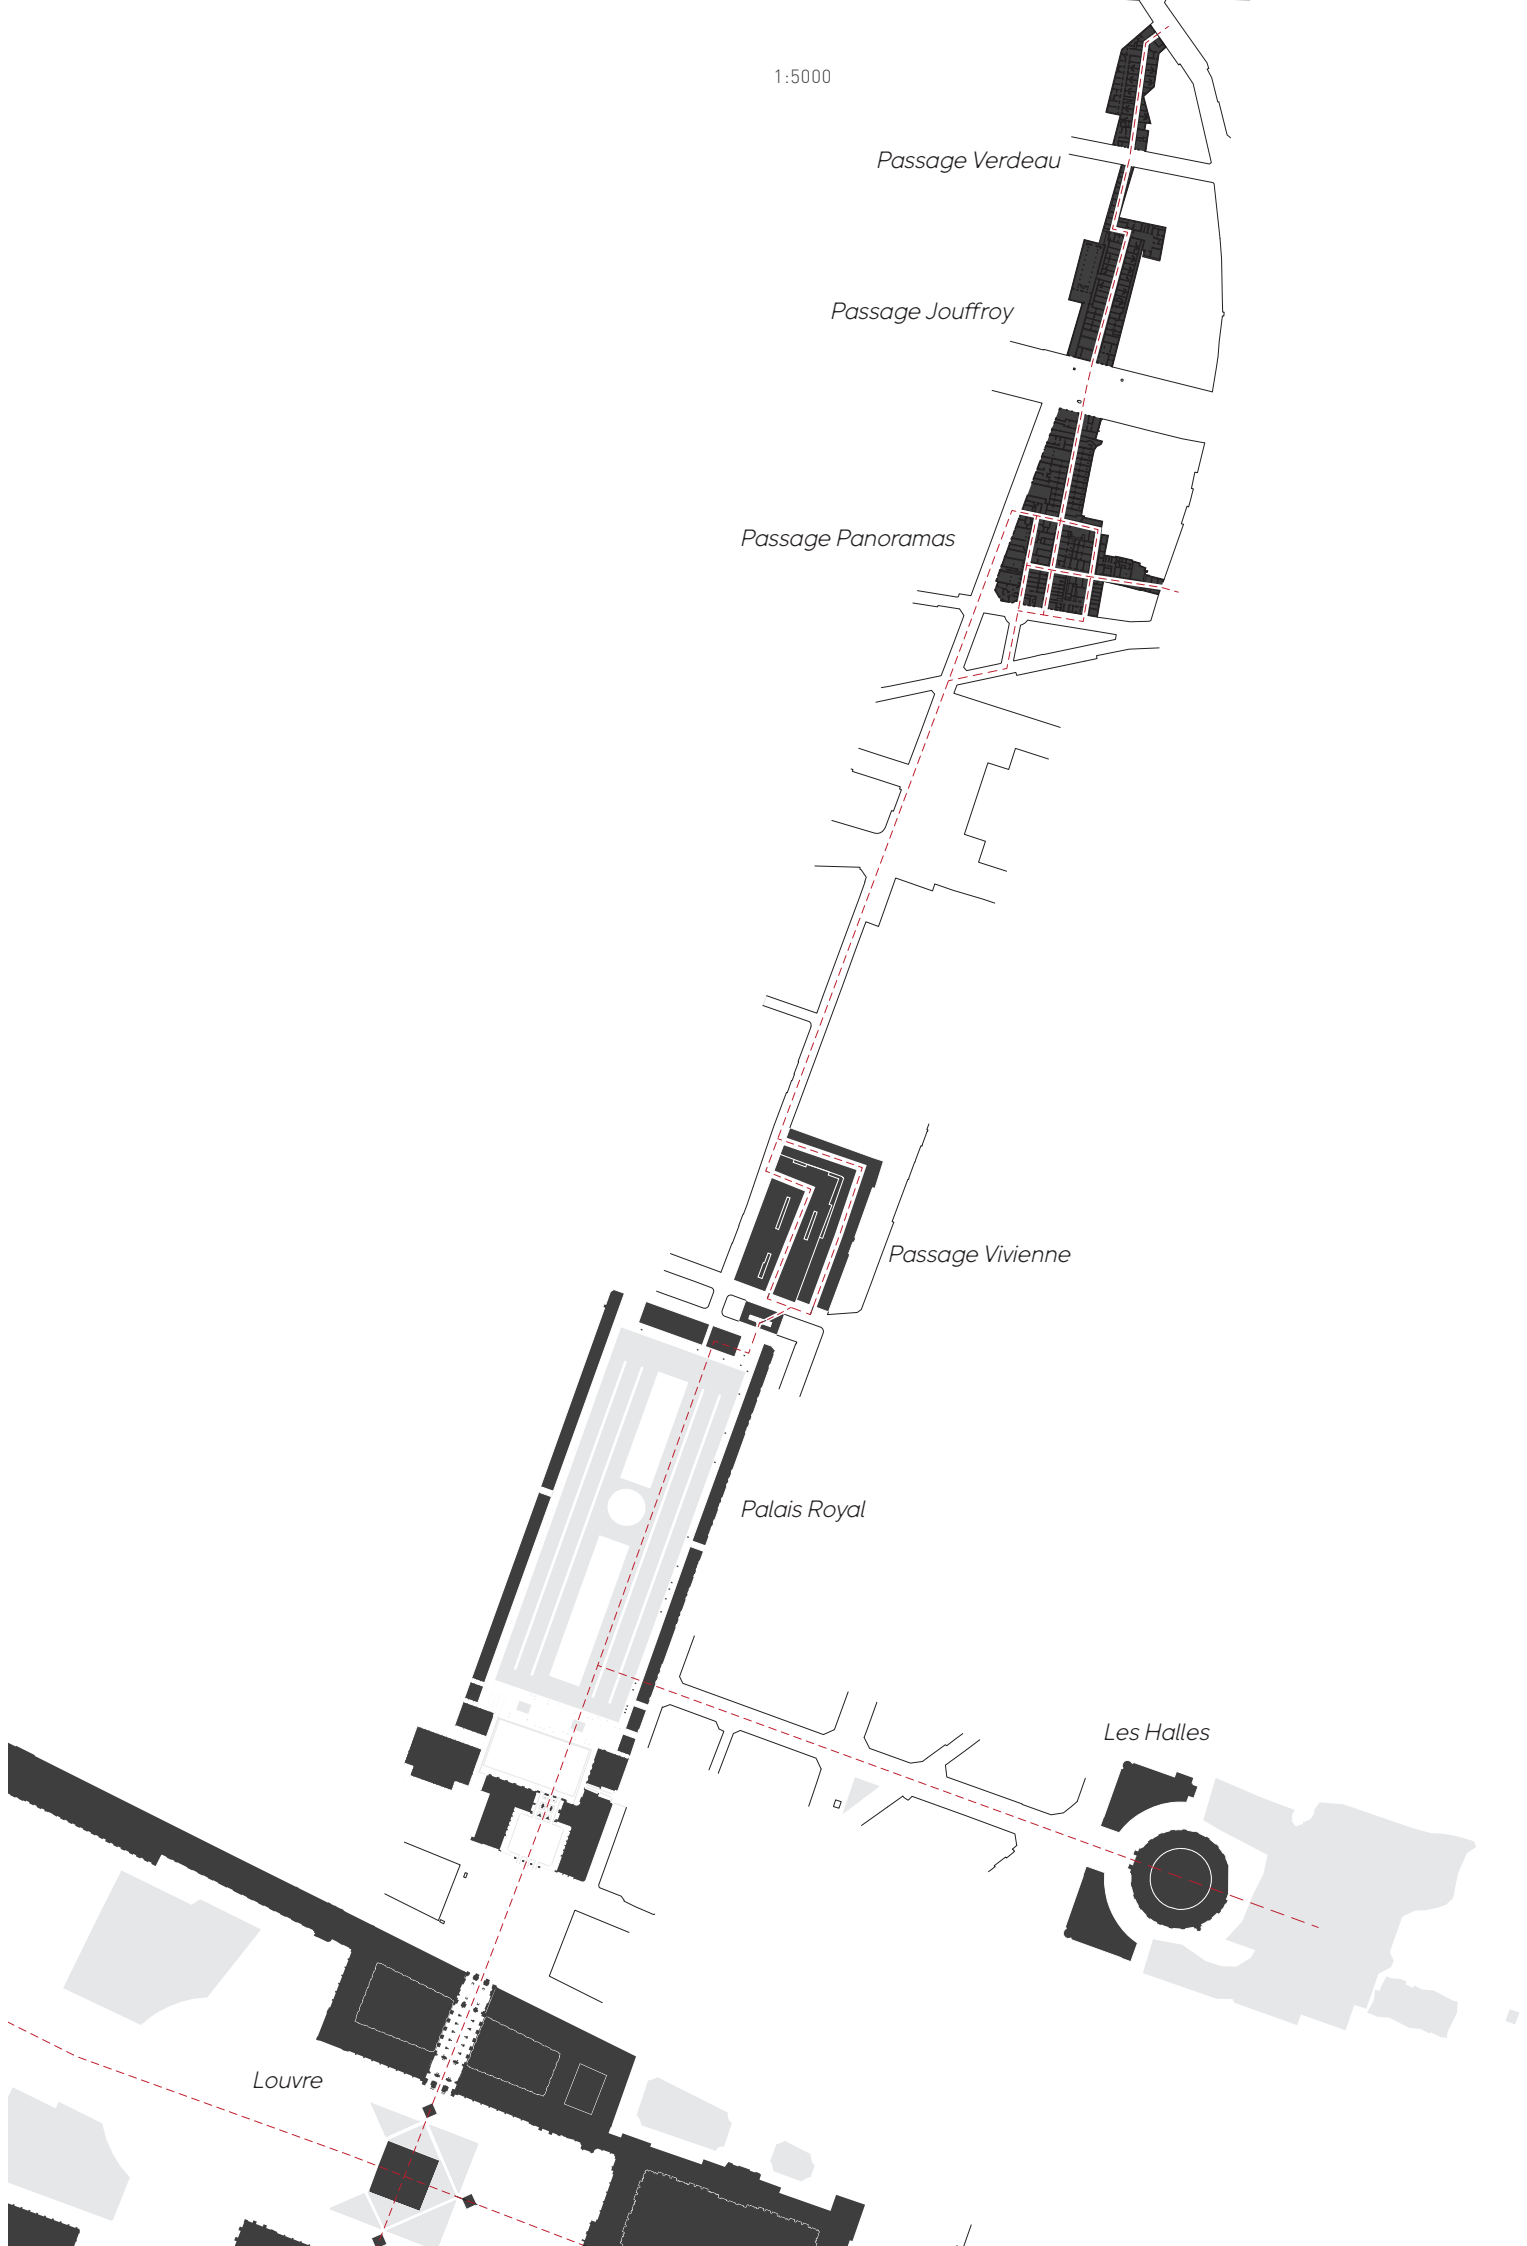 1:5000
Passage Verdeau
Passage Jouffroy
Passage Panoramas
Passage Vivienne
Palais Royal
Les Halles
Louvre